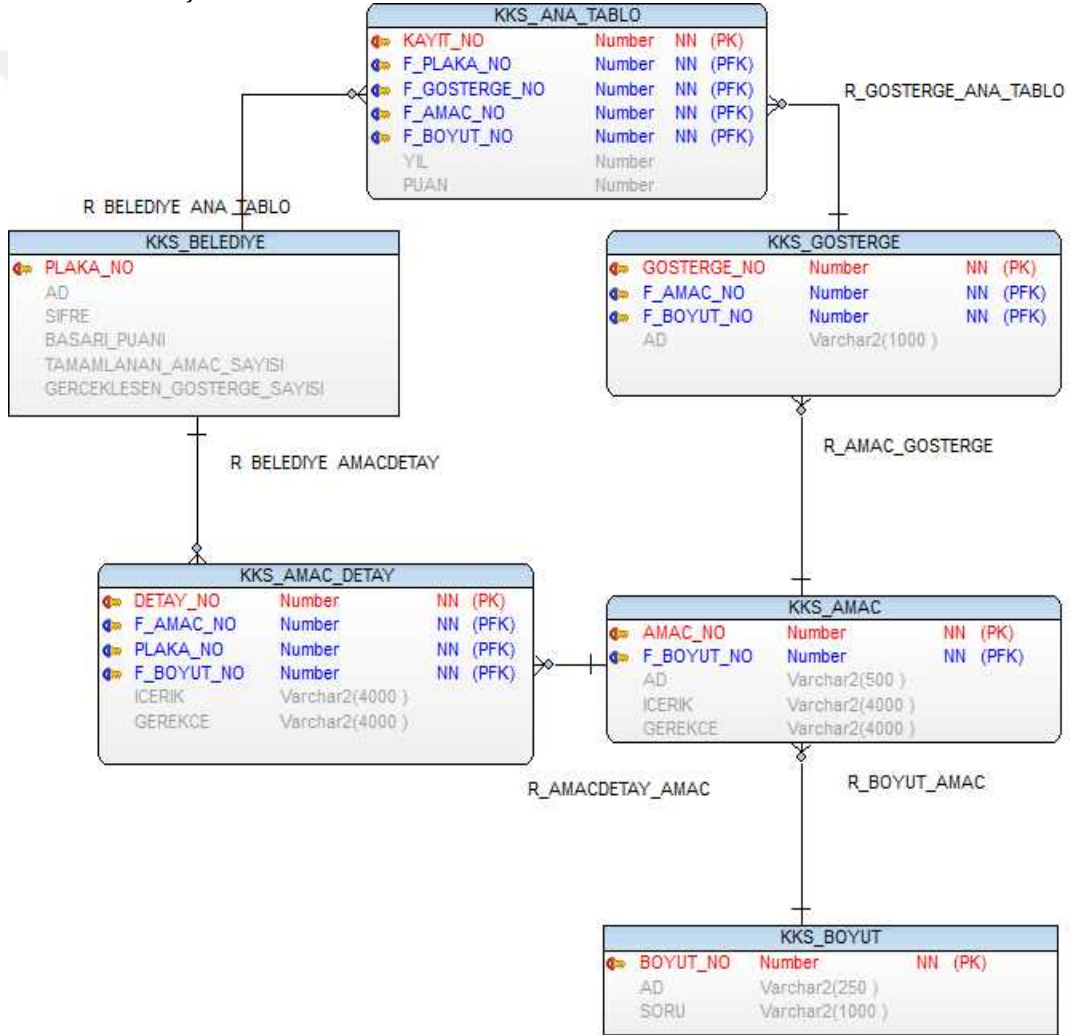 KKS_ANA_TABLO
KAYIT_NO Number NN (PK)
F_PLAKA_NO Number NN (PFK)
F_GOSTERGE_NO Number NN (PFK)
F_AMAC_NO Number NN (PFK)
F_BOYUT_NO Number NN (PFK)
YIL Number
PUAN Number
R_GOSTERGE_ANA_TABLO
R_BELEDIYE_ANA_TABLO
KKS_BELEDIYE
PLAKA_NO
AD
SIFRE
BASARI_PUANI
TAMAMLANAN_AMAC_SAYISI
GERCEKLESEN_GOSTERGE_SAYISI
KKS_GOSTERGE
GOSTERGE_NO Number NN (PK)
F_AMAC_NO Number NN (PFK)
F_BOYUT_NO Number NN (PFK)
AD Varchar2(1000 )
R_BELEDIYE_AMACDETAY
R_AMAC_GOSTERGE
KKS_AMAC_DETAY
DETAY_NO Number NN (PK)
F_AMAC_NO Number NN (PFK)
PLAKA_NO Number NN (PFK)
F_BOYUT_NO Number NN (PFK)
ICERIK Varchar2(4000 )
GEREKCE Varchar2(4000 )
KKS_AMAC
AMAC_NO Number NN (PK)
F_BOYUT_NO Number NN (PFK)
AD Varchar2(500 )
ICERIK Varchar2(4000 )
GEREKCE Varchar2(4000 )
R_AMACDETAY_AMAC
R_BOYUT_AMAC
KKS_BOYUT
BOYUT_NO Number NN (PK)
AD Varchar2(250 )
SORU Varchar2(1000 )